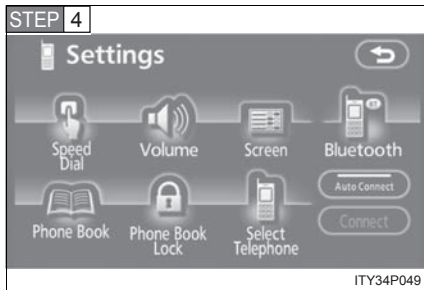 STEP 4
Settings
Speed
Dial
Volume
Screen
Bluetooth
Auto Connect
Connect
Phone Book
Phone Book
Lock
Select
Telephone
ITY34P049